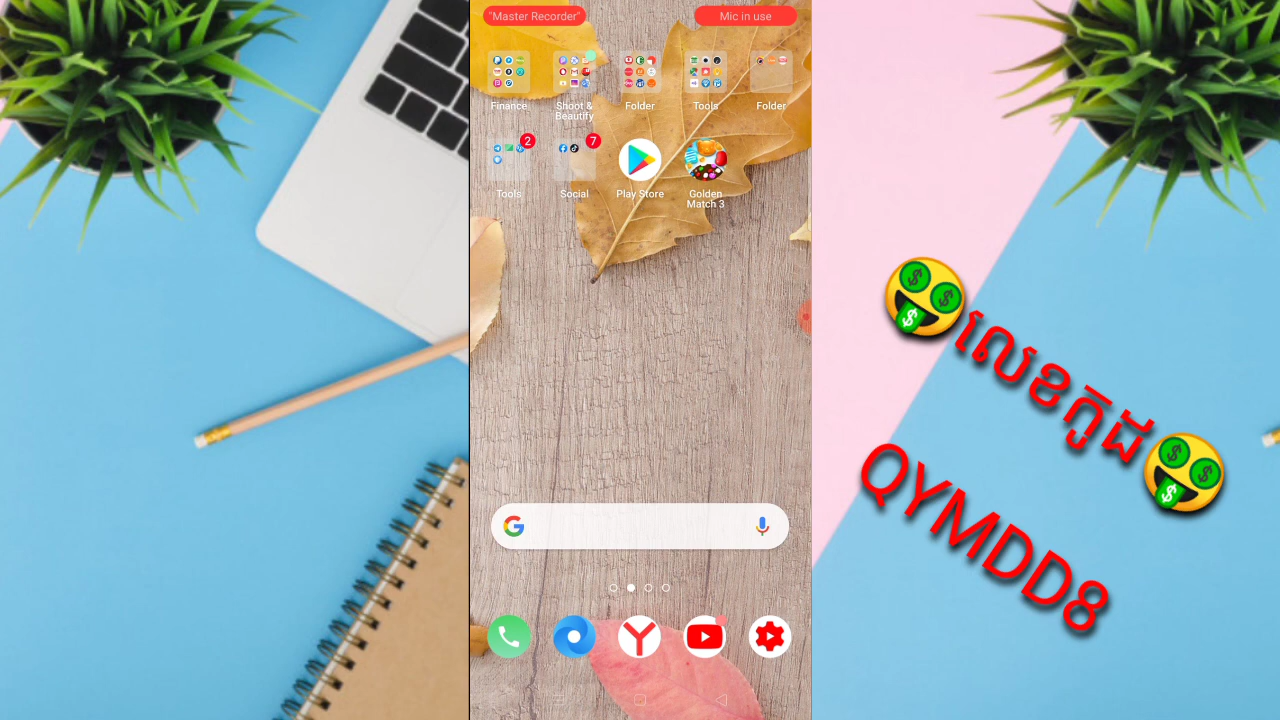 "Master Recorder"
Mic in use
Finance
Shoot &
Beautify
Folder
Tools
Folder
2
7
Tools
Social
Play Store
Golden
Match 3
លេខកូដ
QYMDD8